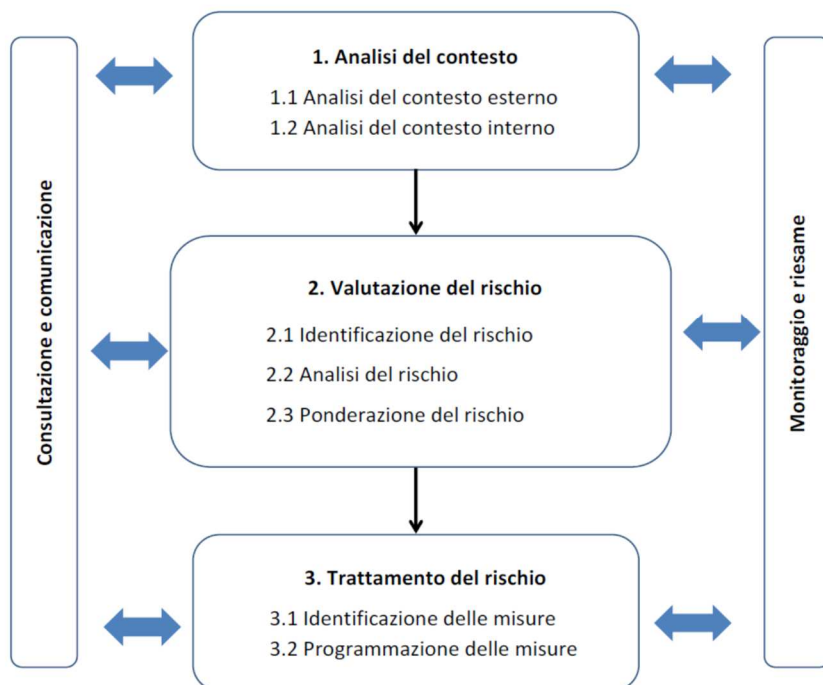 Consultazione e comunicazione
1. Analisi del contesto
1.1 Analisi del contesto esterno
1.2 Analisi del contesto interno
2. Valutazione del rischio
2.1 Identificazione del rischio
2.2 Analisi del rischio
2.3 Ponderazione del rischio
3. Trattamento del rischio
3.1 Identificazione delle misure
3.2 Programmazione delle misure
Monitoraggio e riesame